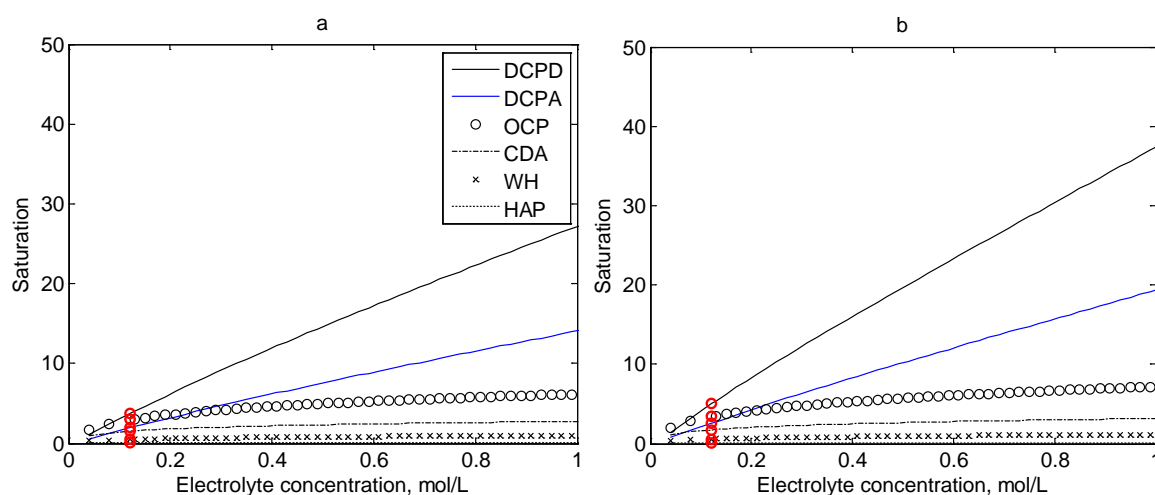 a
50
40
30
20
10
0
0
0.2
0.4
0.6
0.8
1
Saturation
Electrolyte concentration, mol/L
DCPD
DCPA
OCP
CDA
WH
HAP
b
50
40
30
20
10
0
0
0.2
0.4
0.6
0.8
1
Saturation
Electrolyte concentration, mol/L